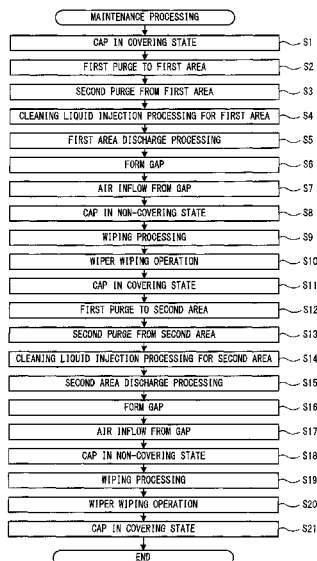 MAINTENANCE PROCESSING
CAP IN COVERING STATE S1
FIRST PURGE TO FIRST AREA S2
SECOND PURGE FROM FIRST AREA S3
CLEANING LIQUID INJECTION PROCESSING FOR FIRST AREA S4
FIRST AREA DISCHARGE PROCESSING S5
FORM GAP S6
AIR INFLOW FROM GAP S7
CAP IN NON-COVERING STATE S8
WIPING PROCESSING S9
WIPER WIPING OPERATION S10
CAP IN COVERING STATE S11
FIRST PURGE TO SECOND AREA S12
SECOND PURGE FROM SECOND AREA S13
CLEANING LIQUID INJECTION PROCESSING FOR SECOND AREA S14
SECOND AREA DISCHARGE PROCESSING S15
FORM GAP S16
AIR INFLOW FROM GAP S17
CAP IN NON-COVERING STATE S18
WIPING PROCESSING S19
WIPER WIPING OPERATION S20
CAP IN COVERING STATE S21
END